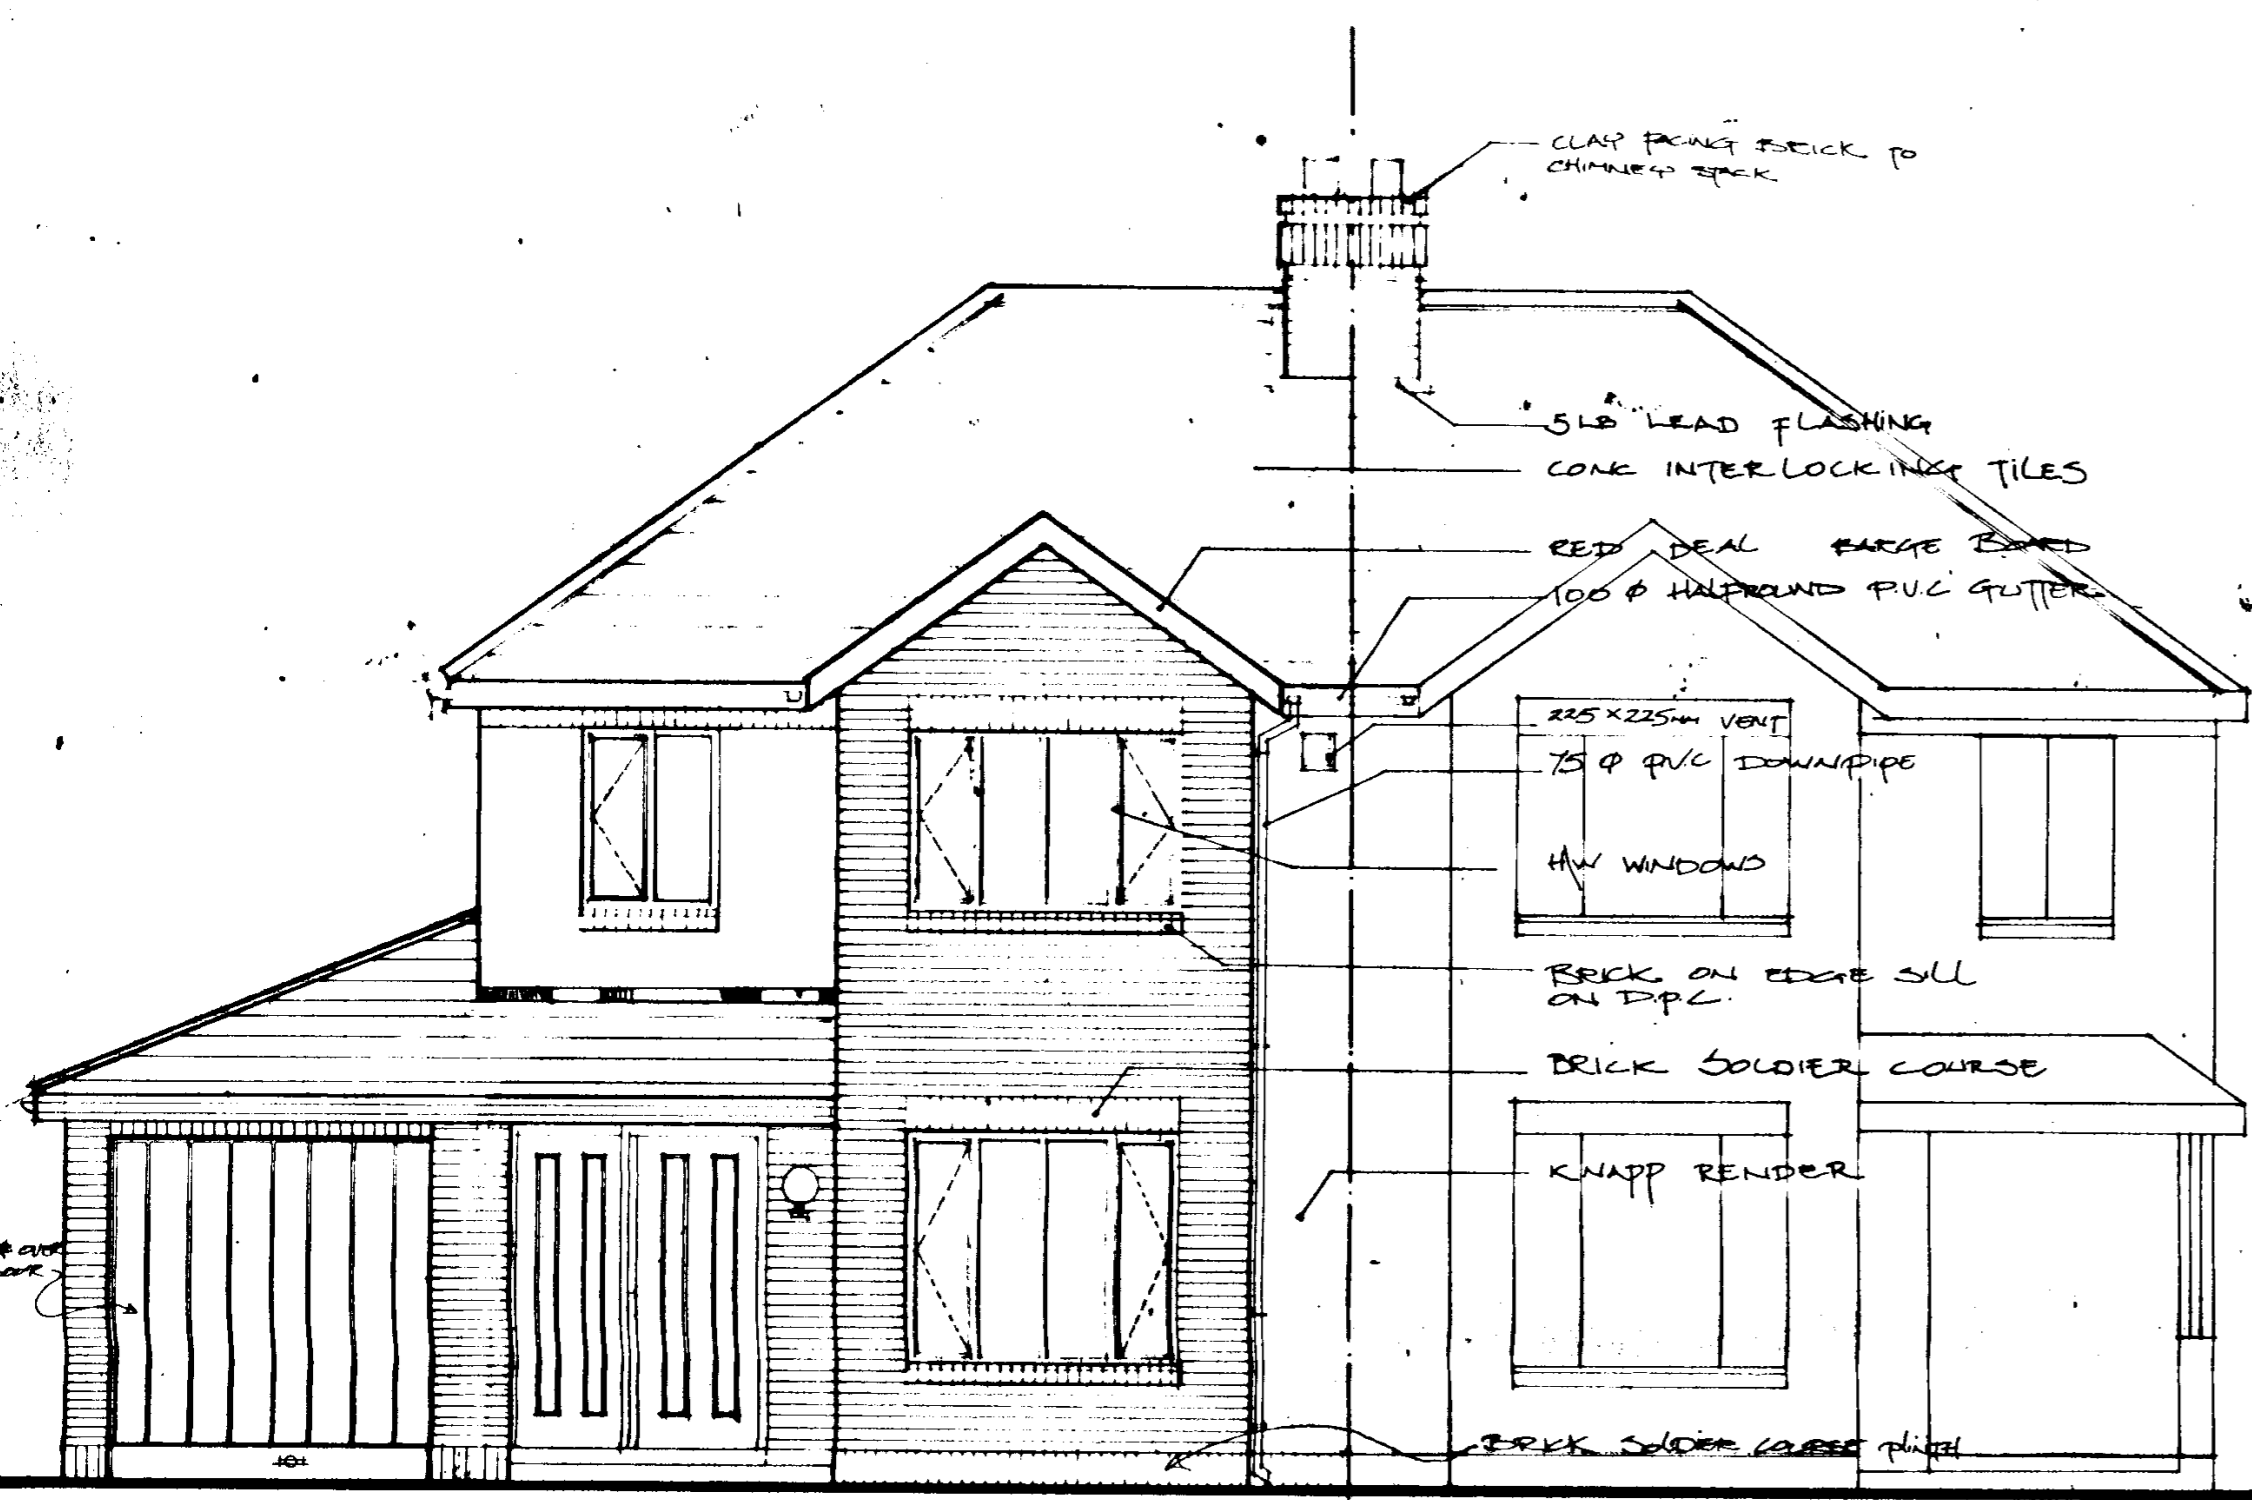 CLAY FACING BRICK TO
CHIMNEY STACK
5LB LEAD FLASHING
CONC INTERLOCKING TILES
RED DEAL BARGE BOARD
100 Φ HALFROUND P.V.C GUTTER
225 x 225mm VENT
75 Φ PVC DOWNPIPE
H/W WINDOWS
BRICK ON EDGE SILL
ON D.P.C.
BRICK SOLDIER COURSE
KNAPP RENDER
OVER
BRICK SOLDIER COURSE PLINTH